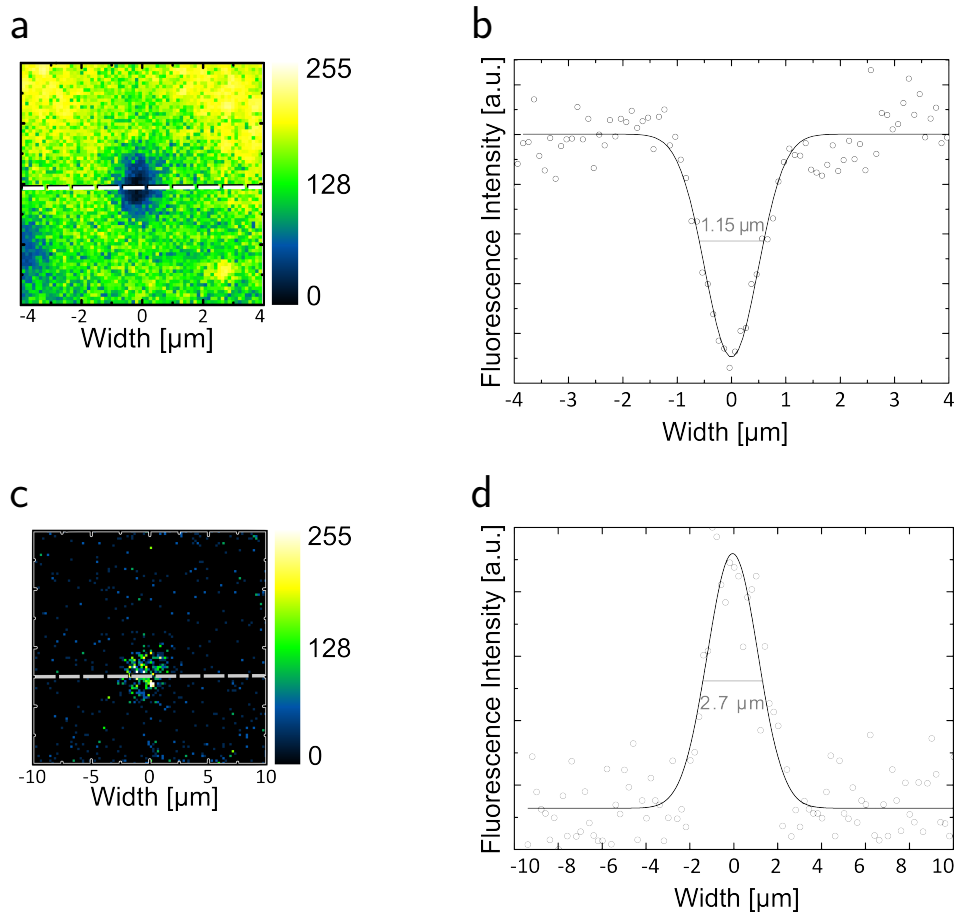 a
255
128
0
-4 -2 0 2 4
Width [µm]
b
Fluorescence Intensity [a.u.]
1.15 µm
-4 -3 -2 -1 0 1 2 3 4
Width [µm]
c
255
128
0
-10 -5 0 5 10
Width [µm]
d
Fluorescence Intensity [a.u.]
2.7 µm
-10 -8 -6 -4 -2 0 2 4 6 8 10
Width [µm]